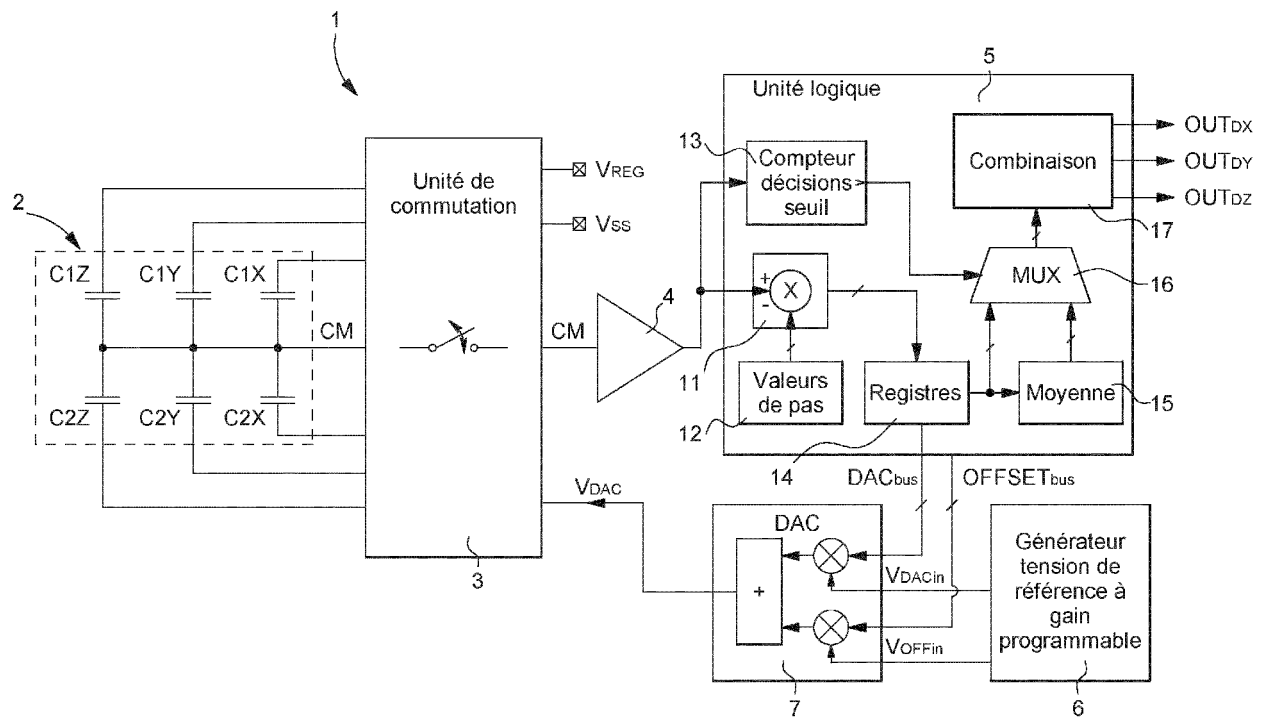 1
5
Unité logique
13
Compteur
décisions
seuil
Combinaison
17
OUTDX
OUTDY
OUTDZ
Unité de
commutation
VREG
VSS
2
C1Z
C1Y
C1X
CM
CM
4
+
-
X
11
MUX
16
C2Z
C2Y
C2X
Valeurs
de pas
12
Registres
14
Moyenne
15
DACbus
OFFSETbus
VDAC
3
DAC
+
VDACin
VOFFin
7
Générateur
tension de
référence à
gain
programmable
6